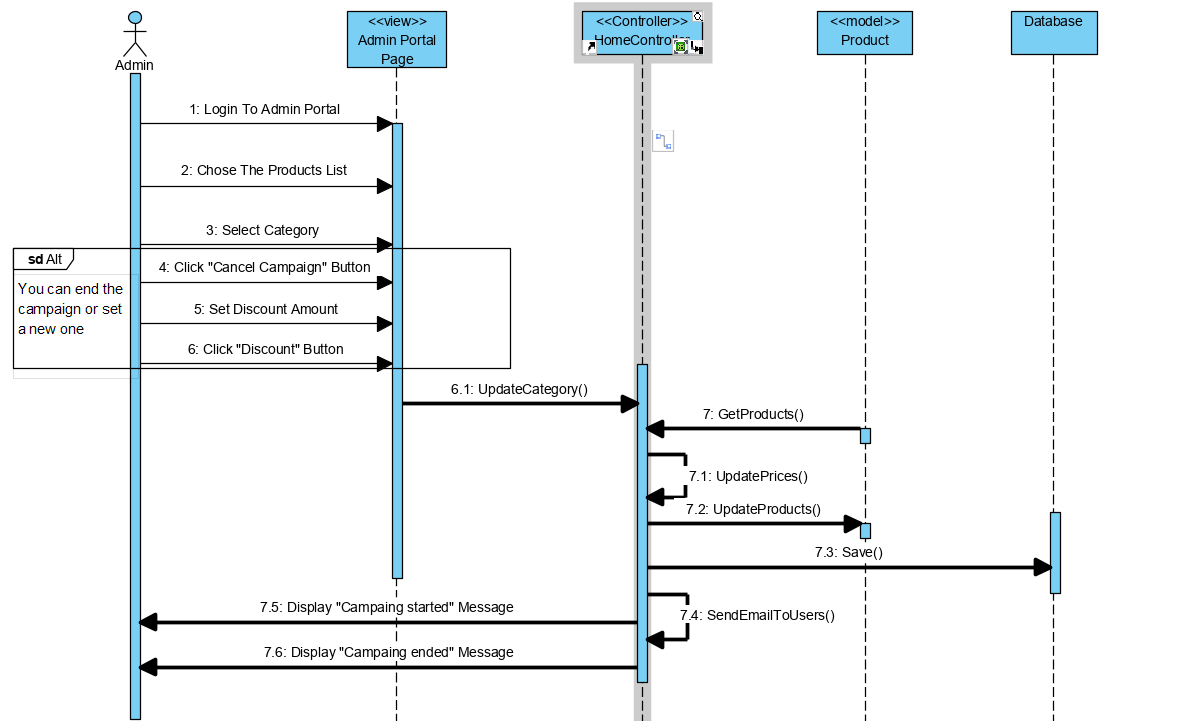 <<view>>
Admin Portal
Page
<<Controller>>
HomeController
<<model>>
Product
Database
Admin
1: Login To Admin Portal
2: Chose The Products List
3: Select Category
sd Alt
You can end the
campaign or set
a new one
4: Click "Cancel Campaign" Button
5: Set Discount Amount
6: Click "Discount" Button
6.1: UpdateCategory()
7: GetProducts()
7.1: UpdatePrices()
7.2: UpdateProducts()
7.3: Save()
7.5: Display "Campaing started" Message
7.4: SendEmailToUsers()
7.6: Display "Campaing ended" Message